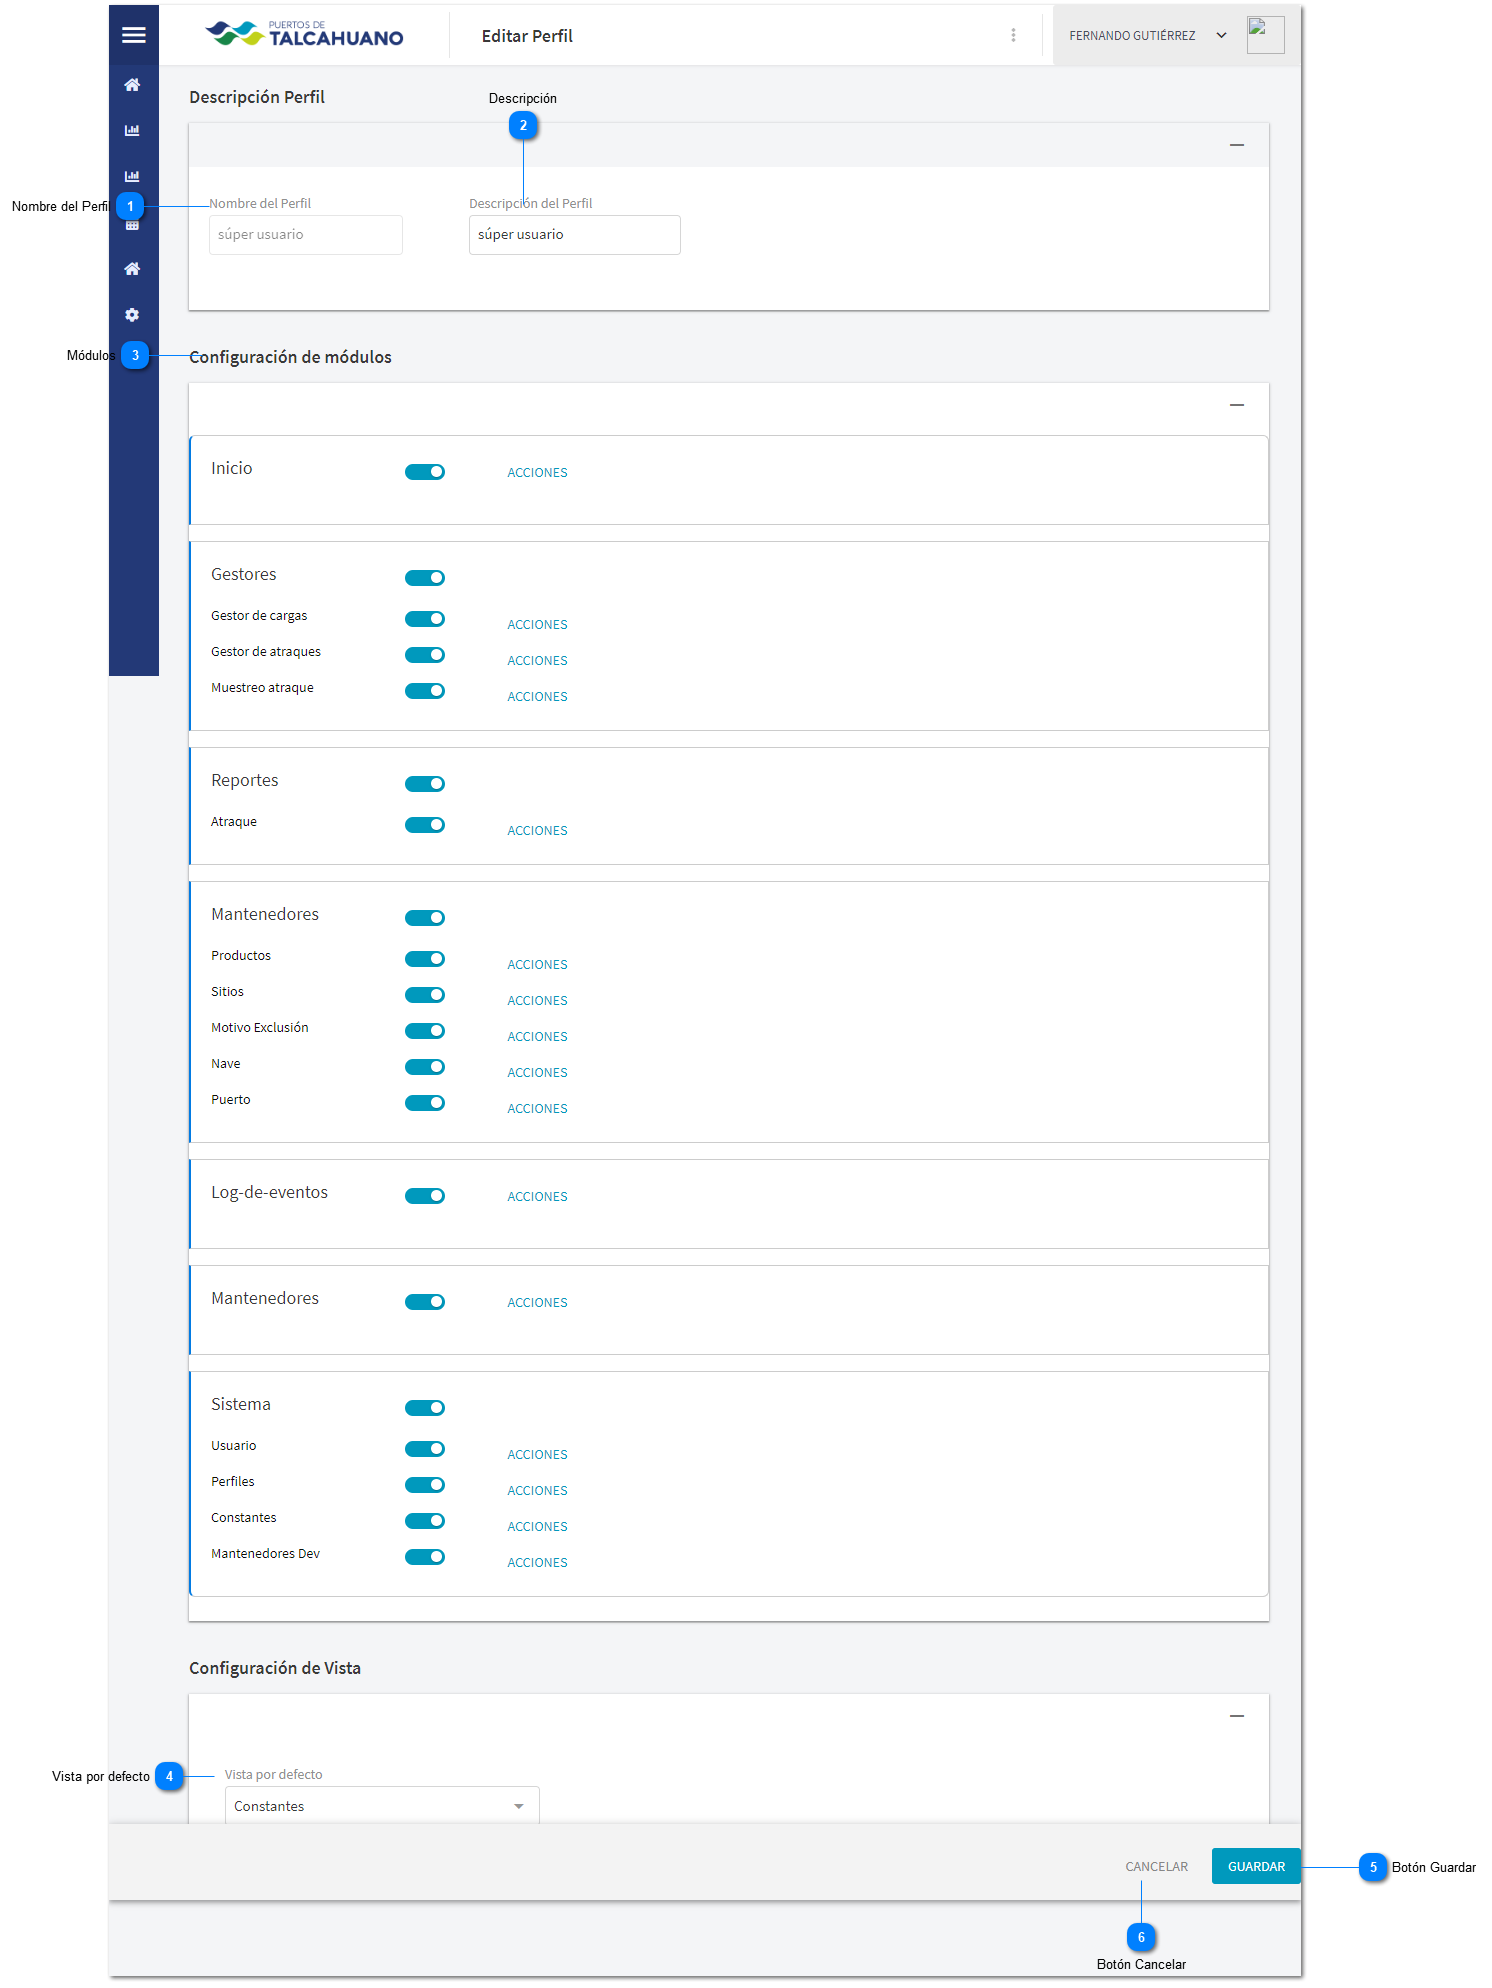 PUERTOS DE
TALCAHUANO
Editar Perfil
FERNANDO GUTIÉRREZ
Descripción Perfil
Descripción
2
Nombre del Perfil
1
Nombre del Perfil
Descripción del Perfil
súper usuario
súper usuario
Módulos
3
Configuración de módulos
Inicio
ACCIONES
Gestores
Gestor de cargas
ACCIONES
Gestor de atraques
ACCIONES
Muestreo atraque
ACCIONES
Reportes
Atraque
ACCIONES
Mantenedores
Productos
ACCIONES
Sitios
ACCIONES
Motivo Exclusión
ACCIONES
Nave
ACCIONES
Puerto
ACCIONES
Log-de-eventos
ACCIONES
Mantenedores
ACCIONES
Sistema
Usuario
ACCIONES
Perfiles
ACCIONES
Constantes
ACCIONES
Mantenedores Dev
ACCIONES
Configuración de Vista
Vista por defecto
4
Vista por defecto
Constantes
CANCELAR
GUARDAR
5
Botón Guardar
6
Botón Cancelar